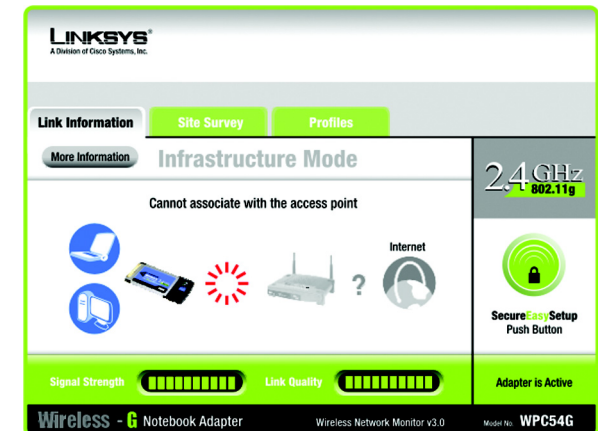 LINKSYS®
A Division of Cisco Systems, Inc.
Link Information
Site Survey
Profiles
More Information
Infrastructure Mode
2.4 GHz
802.11g
Cannot associate with the access point
Internet
?
SecureEasySetup
Push Button
Signal Strength
Link Quality
Adapter is Active
Wireless - G Notebook Adapter
Wireless Network Monitor v3.0
Model No. WPC54G